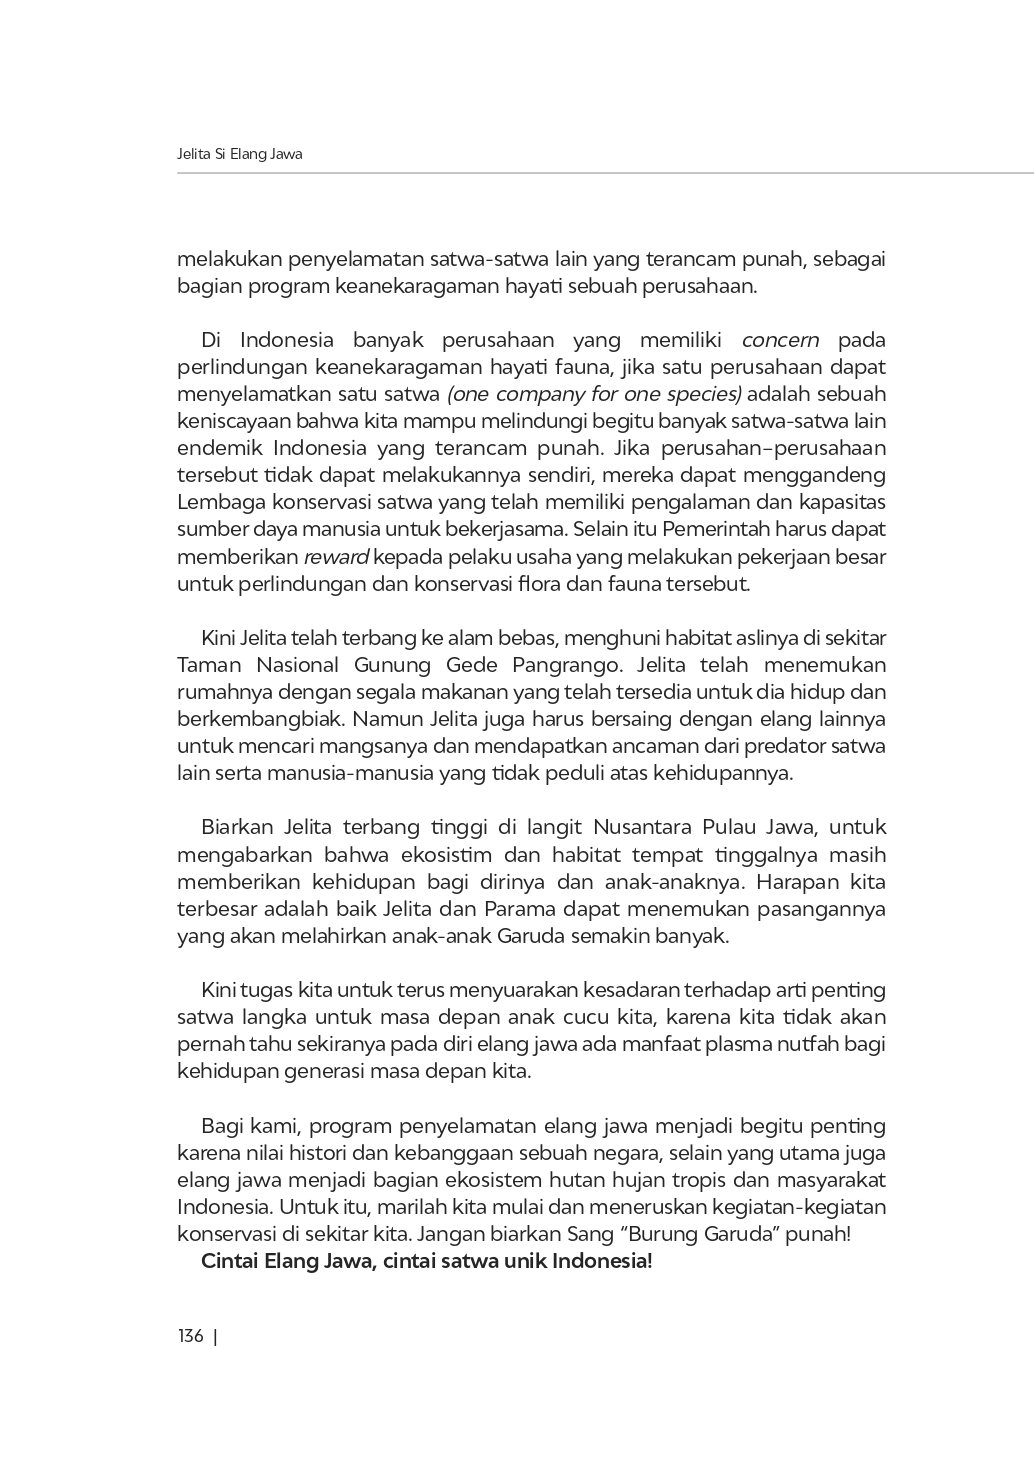 Jelita Si Elang Jawa
melakukan penyelamatan satwa-satwa lain yang terancam punah, sebagai
bagian program keanekaragaman hayati sebuah perusahaan.
Di Indonesia banyak perusahaan yang memiliki concern pada
perlindungan keanekaragaman hayati fauna, jika satu perusahaan dapat
menyelamatkan satu satwa (one company for one species) adalah sebuah
keniscayaan bahwa kita mampu melindungi begitu banyak satwa-satwa lain
endemik Indonesia yang terancam punah. Jika perusahan–perusahaan
tersebut tidak dapat melakukannya sendiri, mereka dapat menggandeng
Lembaga konservasi satwa yang telah memiliki pengalaman dan kapasitas
sumber daya manusia untuk bekerjasama. Selain itu Pemerintah harus dapat
memberikan reward kepada pelaku usaha yang melakukan pekerjaan besar
untuk perlindungan dan konservasi flora dan fauna tersebut.
Kini Jelita telah terbang ke alam bebas, menghuni habitat aslinya di sekitar
Taman Nasional Gunung Gede Pangrango. Jelita telah menemukan
rumahnya dengan segala makanan yang telah tersedia untuk dia hidup dan
berkembangbiak. Namun Jelita juga harus bersaing dengan elang lainnya
untuk mencari mangsanya dan mendapatkan ancaman dari predator satwa
lain serta manusia-manusia yang tidak peduli atas kehidupannya.
Biarkan Jelita terbang tinggi di langit Nusantara Pulau Jawa, untuk
mengabarkan bahwa ekosistim dan habitat tempat tinggalnya masih
memberikan kehidupan bagi dirinya dan anak-anaknya. Harapan kita
terbesar adalah baik Jelita dan Parama dapat menemukan pasangannya
yang akan melahirkan anak-anak Garuda semakin banyak.
Kini tugas kita untuk terus menyuarakan kesadaran terhadap arti penting
satwa langka untuk masa depan anak cucu kita, karena kita tidak akan
pernah tahu sekiranya pada diri elang jawa ada manfaat plasma nutfah bagi
kehidupan generasi masa depan kita.
Bagi kami, program penyelamatan elang jawa menjadi begitu penting
karena nilai histori dan kebanggaan sebuah negara, selain yang utama juga
elang jawa menjadi bagian ekosistem hutan hujan tropis dan masyarakat
Indonesia. Untuk itu, marilah kita mulai dan meneruskan kegiatan-kegiatan
konservasi di sekitar kita. Jangan biarkan Sang “Burung Garuda” punah!
Cintai Elang Jawa, cintai satwa unik Indonesia!
136 |